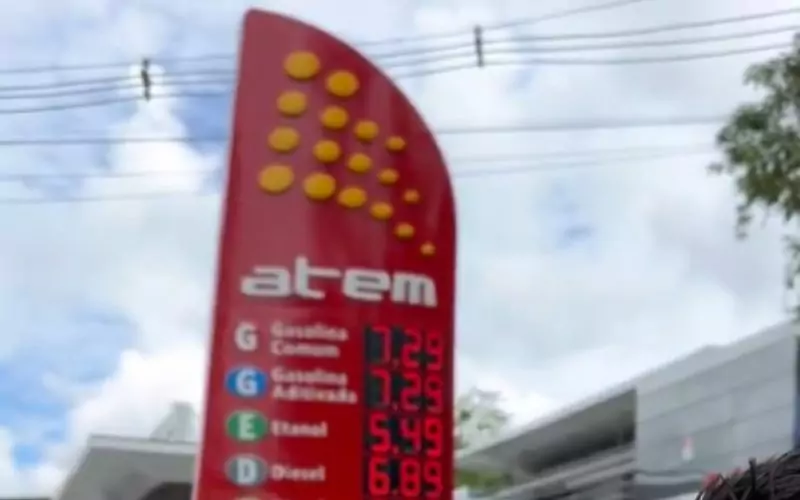 atem
G Gasolina Comum 7,29
G Gasolina Aditivada 7,29
E Etanol 5,49
D Diesel 6,89